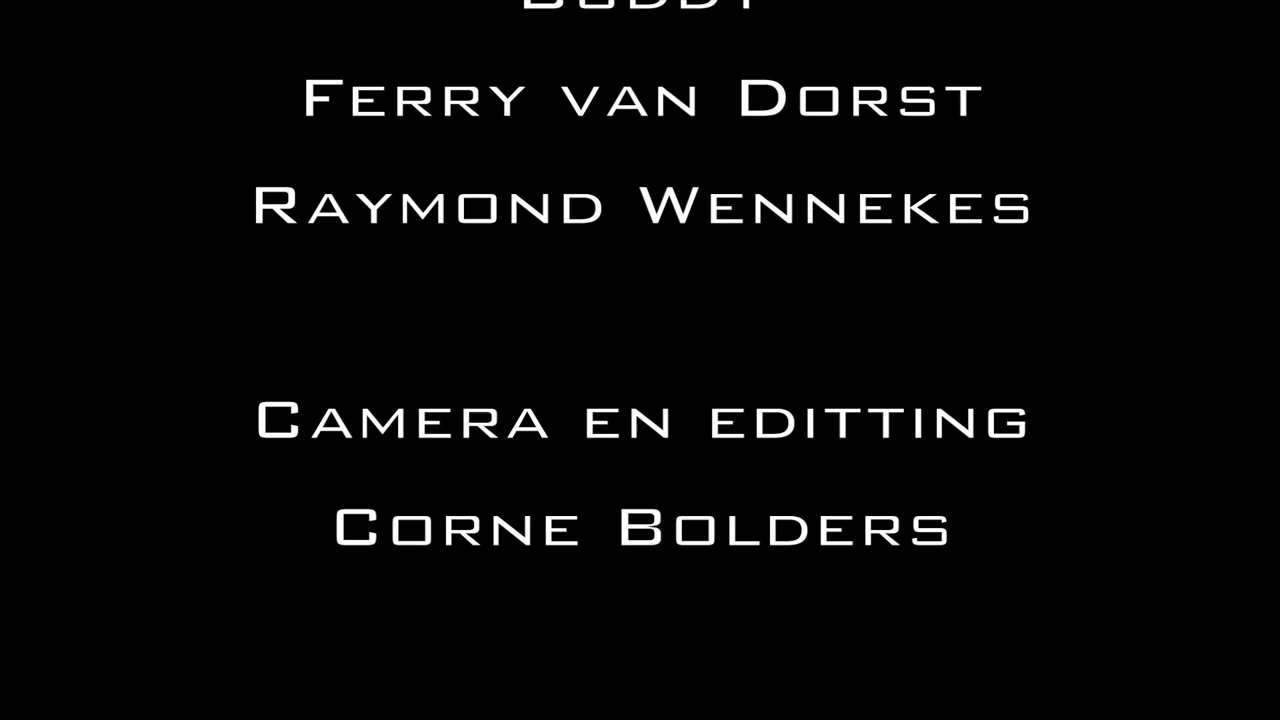 Ferry van Dorst
Raymond Wennekes
Camera en editting
Corne Bolders